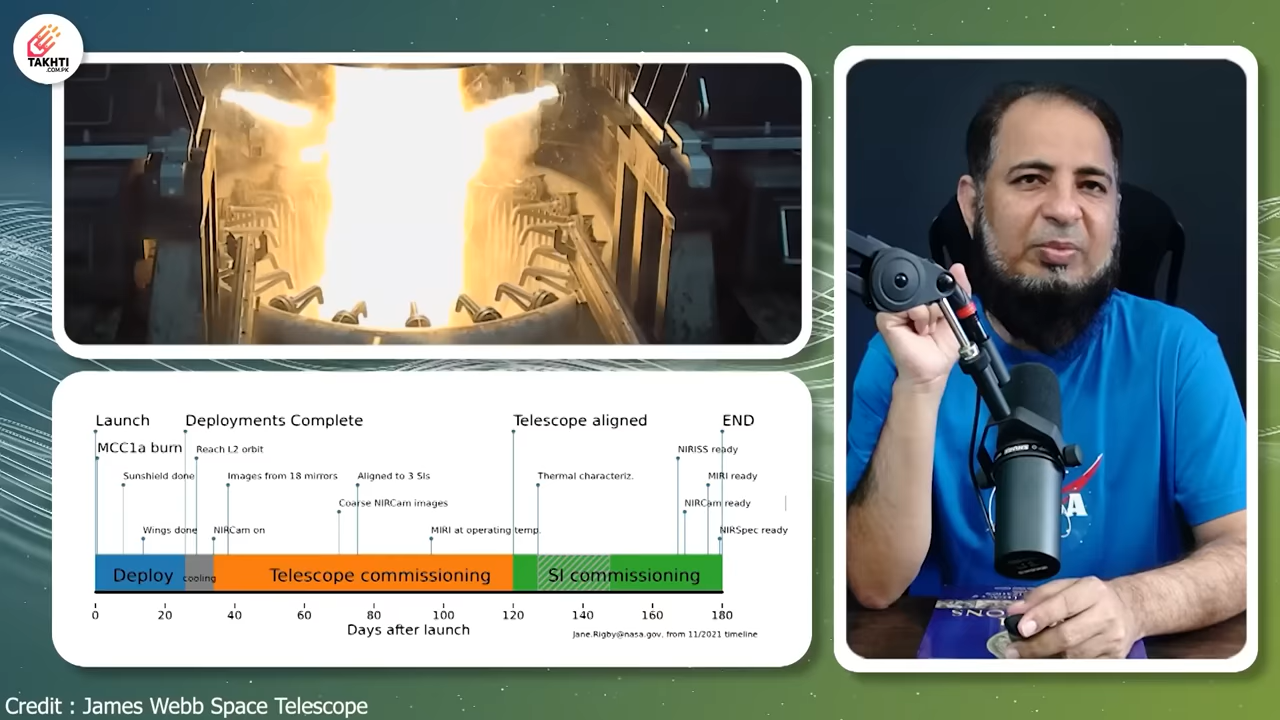 TAKHTI
.COM.PK
Launch
Deployments Complete
Telescope aligned
END
MCC1a burn
Reach L2 orbit
NIRISS ready
Sunshield done
Images from 18 mirrors
Aligned to 3 SIs
Thermal characteriz.
MIRI ready
Coarse NIRCam images
NIRCam ready
Wings done
NIRCam on
MIRI at operating temp.
NIRSpec ready
Deploy
cooling
Telescope commissioning
SI commissioning
0 20 40 60 80 100 120 140 160 180
Days after launch
Jane.Rigby@nasa.gov, from 11/2021 timeline
Credit : James Webb Space Telescope